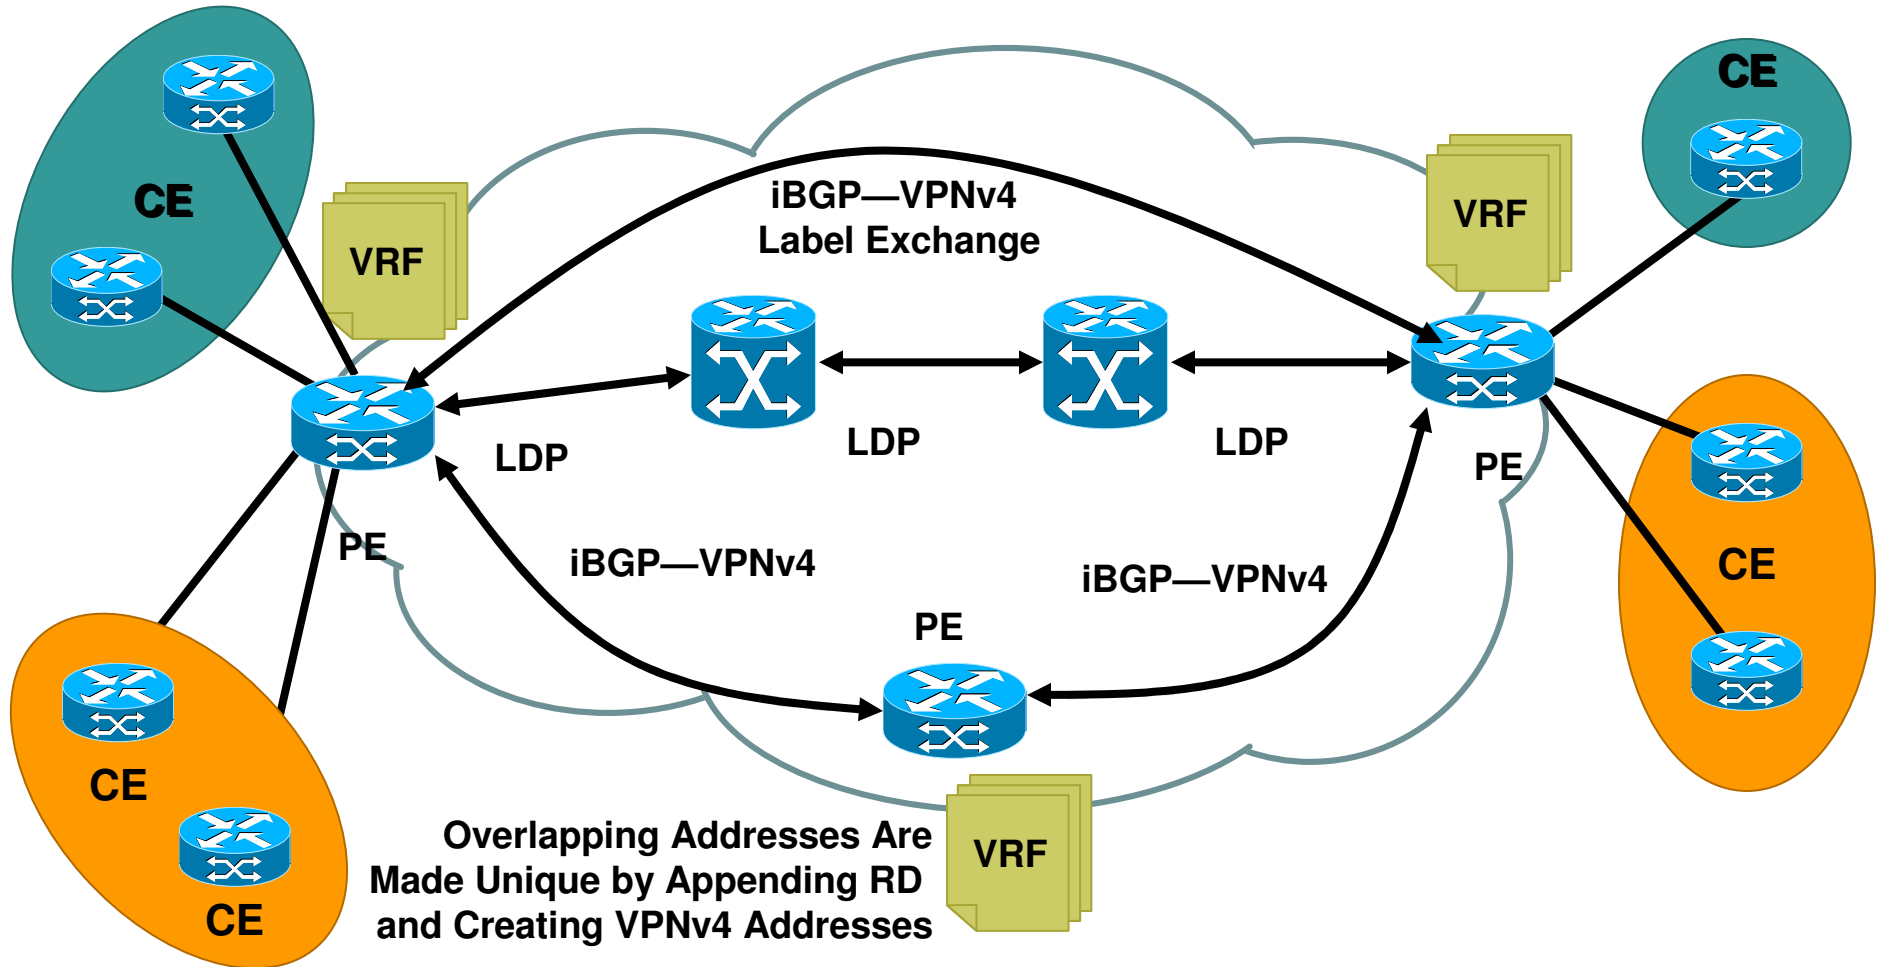 CE
CE
VRF
iBGP—VPNv4
Label Exchange
VRF
LDP
LDP
LDP
PE
PE
iBGP—VPNv4
iBGP—VPNv4
CE
PE
CE
CE
Overlapping Addresses Are
Made Unique by Appending RD
and Creating VPNv4 Addresses
VRF